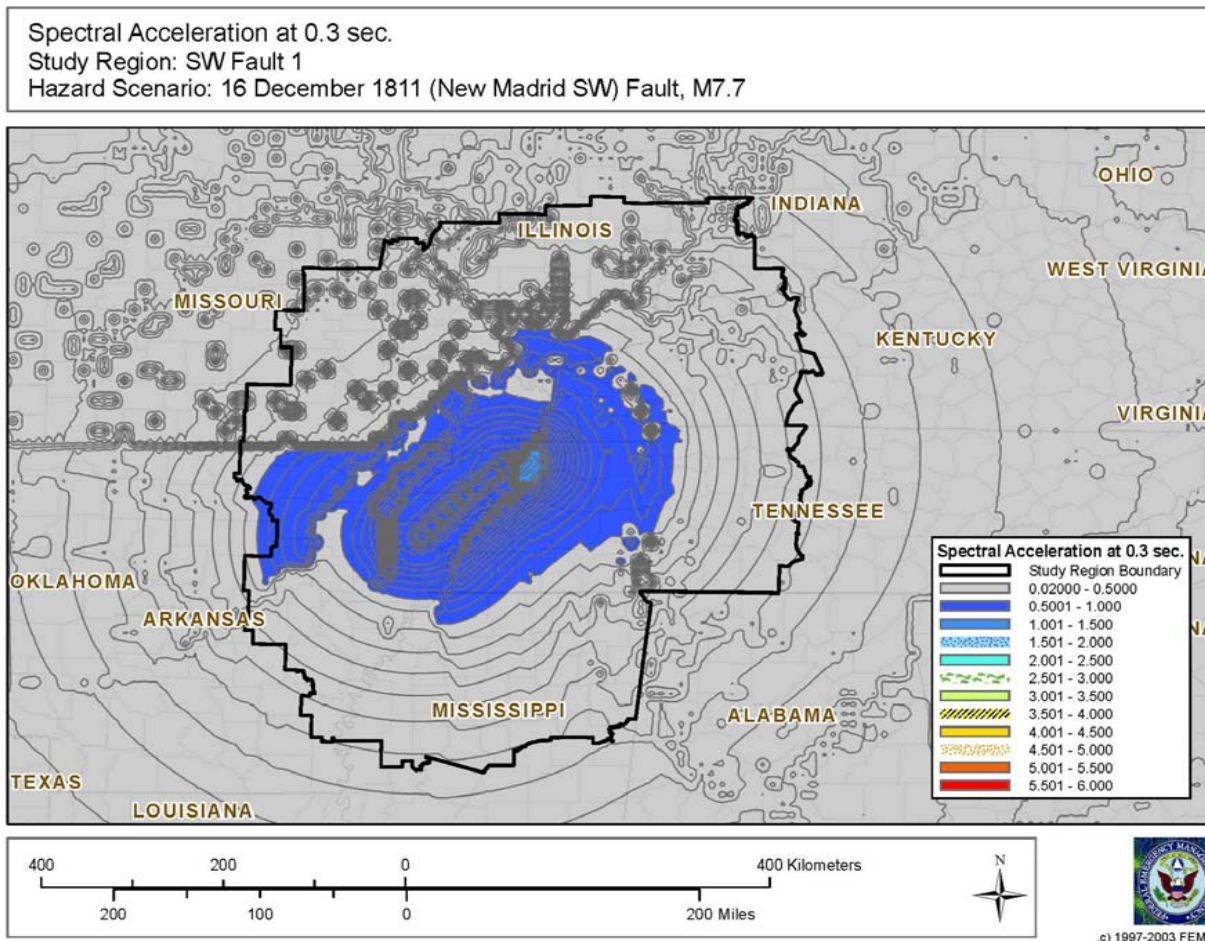 Spectral Acceleration at 0.3 sec.
Study Region: SW Fault 1
Hazard Scenario: 16 December 1811 (New Madrid SW) Fault, M7.7
OHIO
INDIANA
ILLINOIS
WEST VIRGINIA
MISSOURI
KENTUCKY
VIRGINIA
TENNESSEE
OKLAHOMA
ARKANSAS
MISSISSIPPI
ALABAMA
TEXAS
LOUISIANA
NA
NA
Spectral Acceleration at 0.3 sec.
Study Region Boundary
0.02000 - 0.5000
0.5001 - 1.000
1.001 - 1.500
1.501 - 2.000
2.001 - 2.500
2.501 - 3.000
3.001 - 3.500
3.501 - 4.000
4.001 - 4.500
4.501 - 5.000
5.001 - 5.500
5.501 - 6.000
400 200 0 400 Kilometers
200 100 0 200 Miles
N
c) 1997-2003 FEM